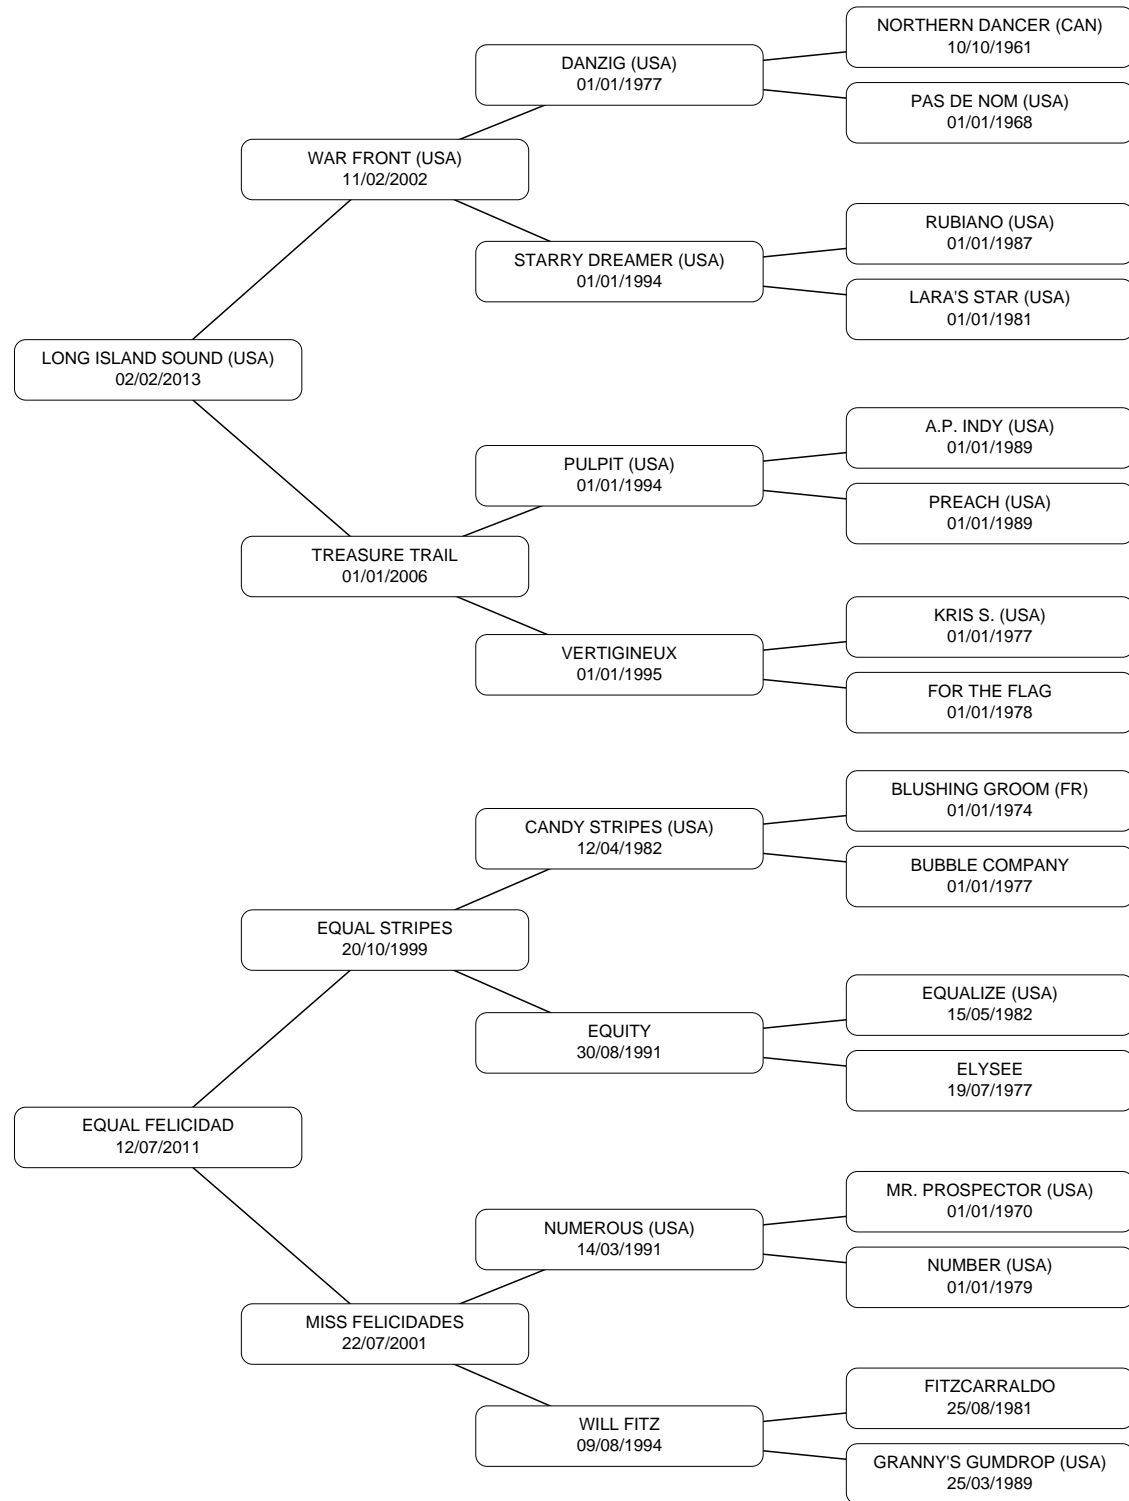 NORTHERN DANCER (CAN)
10/10/1961
DANZIG (USA)
01/01/1977
PAS DE NOM (USA)
01/01/1968
WAR FRONT (USA)
11/02/2002
RUBIANO (USA)
01/01/1987
STARRY DREAMER (USA)
01/01/1994
LARA'S STAR (USA)
01/01/1981
LONG ISLAND SOUND (USA)
02/02/2013
A.P. INDY (USA)
01/01/1989
PULPIT (USA)
01/01/1994
PREACH (USA)
01/01/1989
TREASURE TRAIL
01/01/2006
KRIS S. (USA)
01/01/1977
VERTIGINEUX
01/01/1995
FOR THE FLAG
01/01/1978
BLUSHING GROOM (FR)
01/01/1974
CANDY STRIPES (USA)
12/04/1982
BUBBLE COMPANY
01/01/1977
EQUAL STRIPES
20/10/1999
EQUALIZE (USA)
15/05/1982
EQUITY
30/08/1991
ELYSEE
19/07/1977
EQUAL FELICIDAD
12/07/2011
MR. PROSPECTOR (USA)
01/01/1970
NUMEROUS (USA)
14/03/1991
NUMBER (USA)
01/01/1979
MISS FELICIDADES
22/07/2001
FITZCARRALDO
25/08/1981
WILL FITZ
09/08/1994
GRANNY'S GUMDROP (USA)
25/03/1989